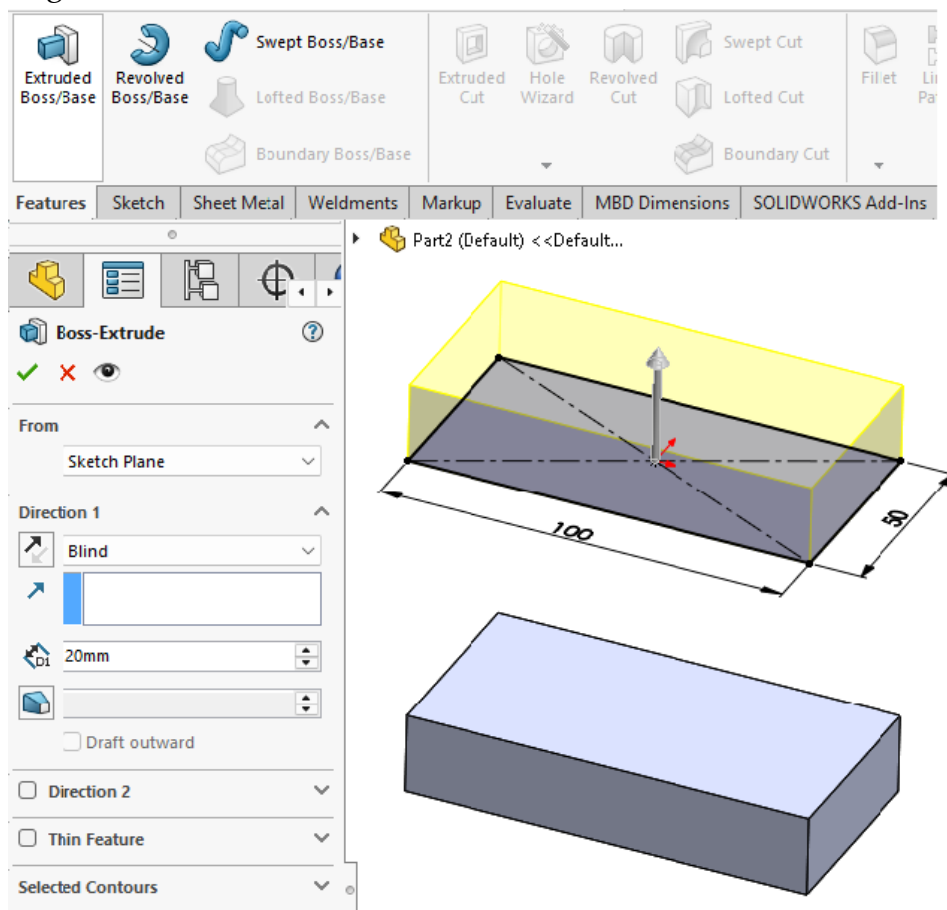 Extruded Boss/Base
Revolved Boss/Base
Swept Boss/Base
Lofted Boss/Base
Boundary Boss/Base
Extruded Cut
Hole Wizard
Revolved Cut
Swept Cut
Lofted Cut
Boundary Cut
Fillet
Features Sketch Sheet Metal Weldments Markup Evaluate MBD Dimensions SOLIDWORKS Add-Ins
Part2 (Default) <<Default...
Boss-Extrude
From
Sketch Plane
Direction 1
Blind
D1
20mm
Draft outward
Direction 2
Thin Feature
Selected Contours
100
50